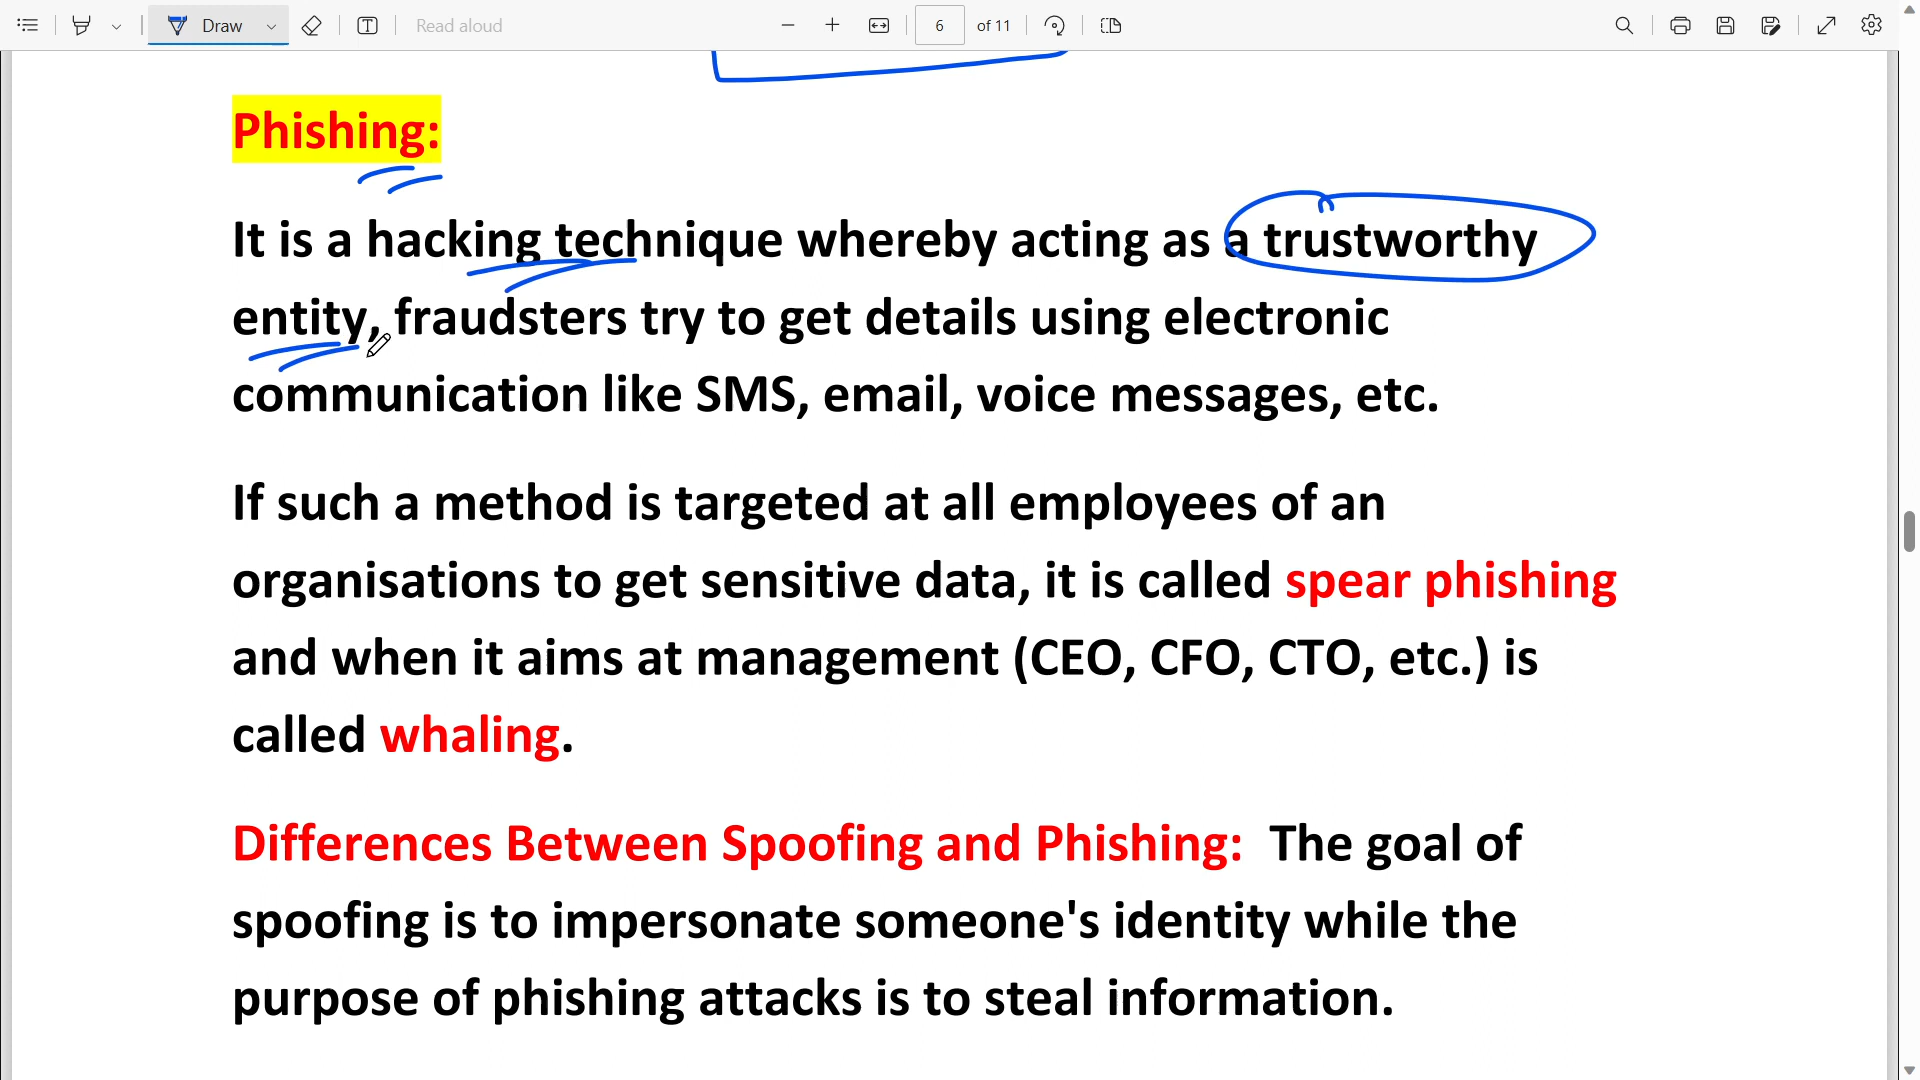 Draw
Read aloud
6 of 11
Phishing:
It is a hacking technique whereby acting as a trustworthy
entity, fraudsters try to get details using electronic
communication like SMS, email, voice messages, etc.
If such a method is targeted at all employees of an
organisations to get sensitive data, it is called spear phishing
and when it aims at management (CEO, CFO, CTO, etc.) is
called whaling.
Differences Between Spoofing and Phishing: The goal of
spoofing is to impersonate someone's identity while the
purpose of phishing attacks is to steal information.